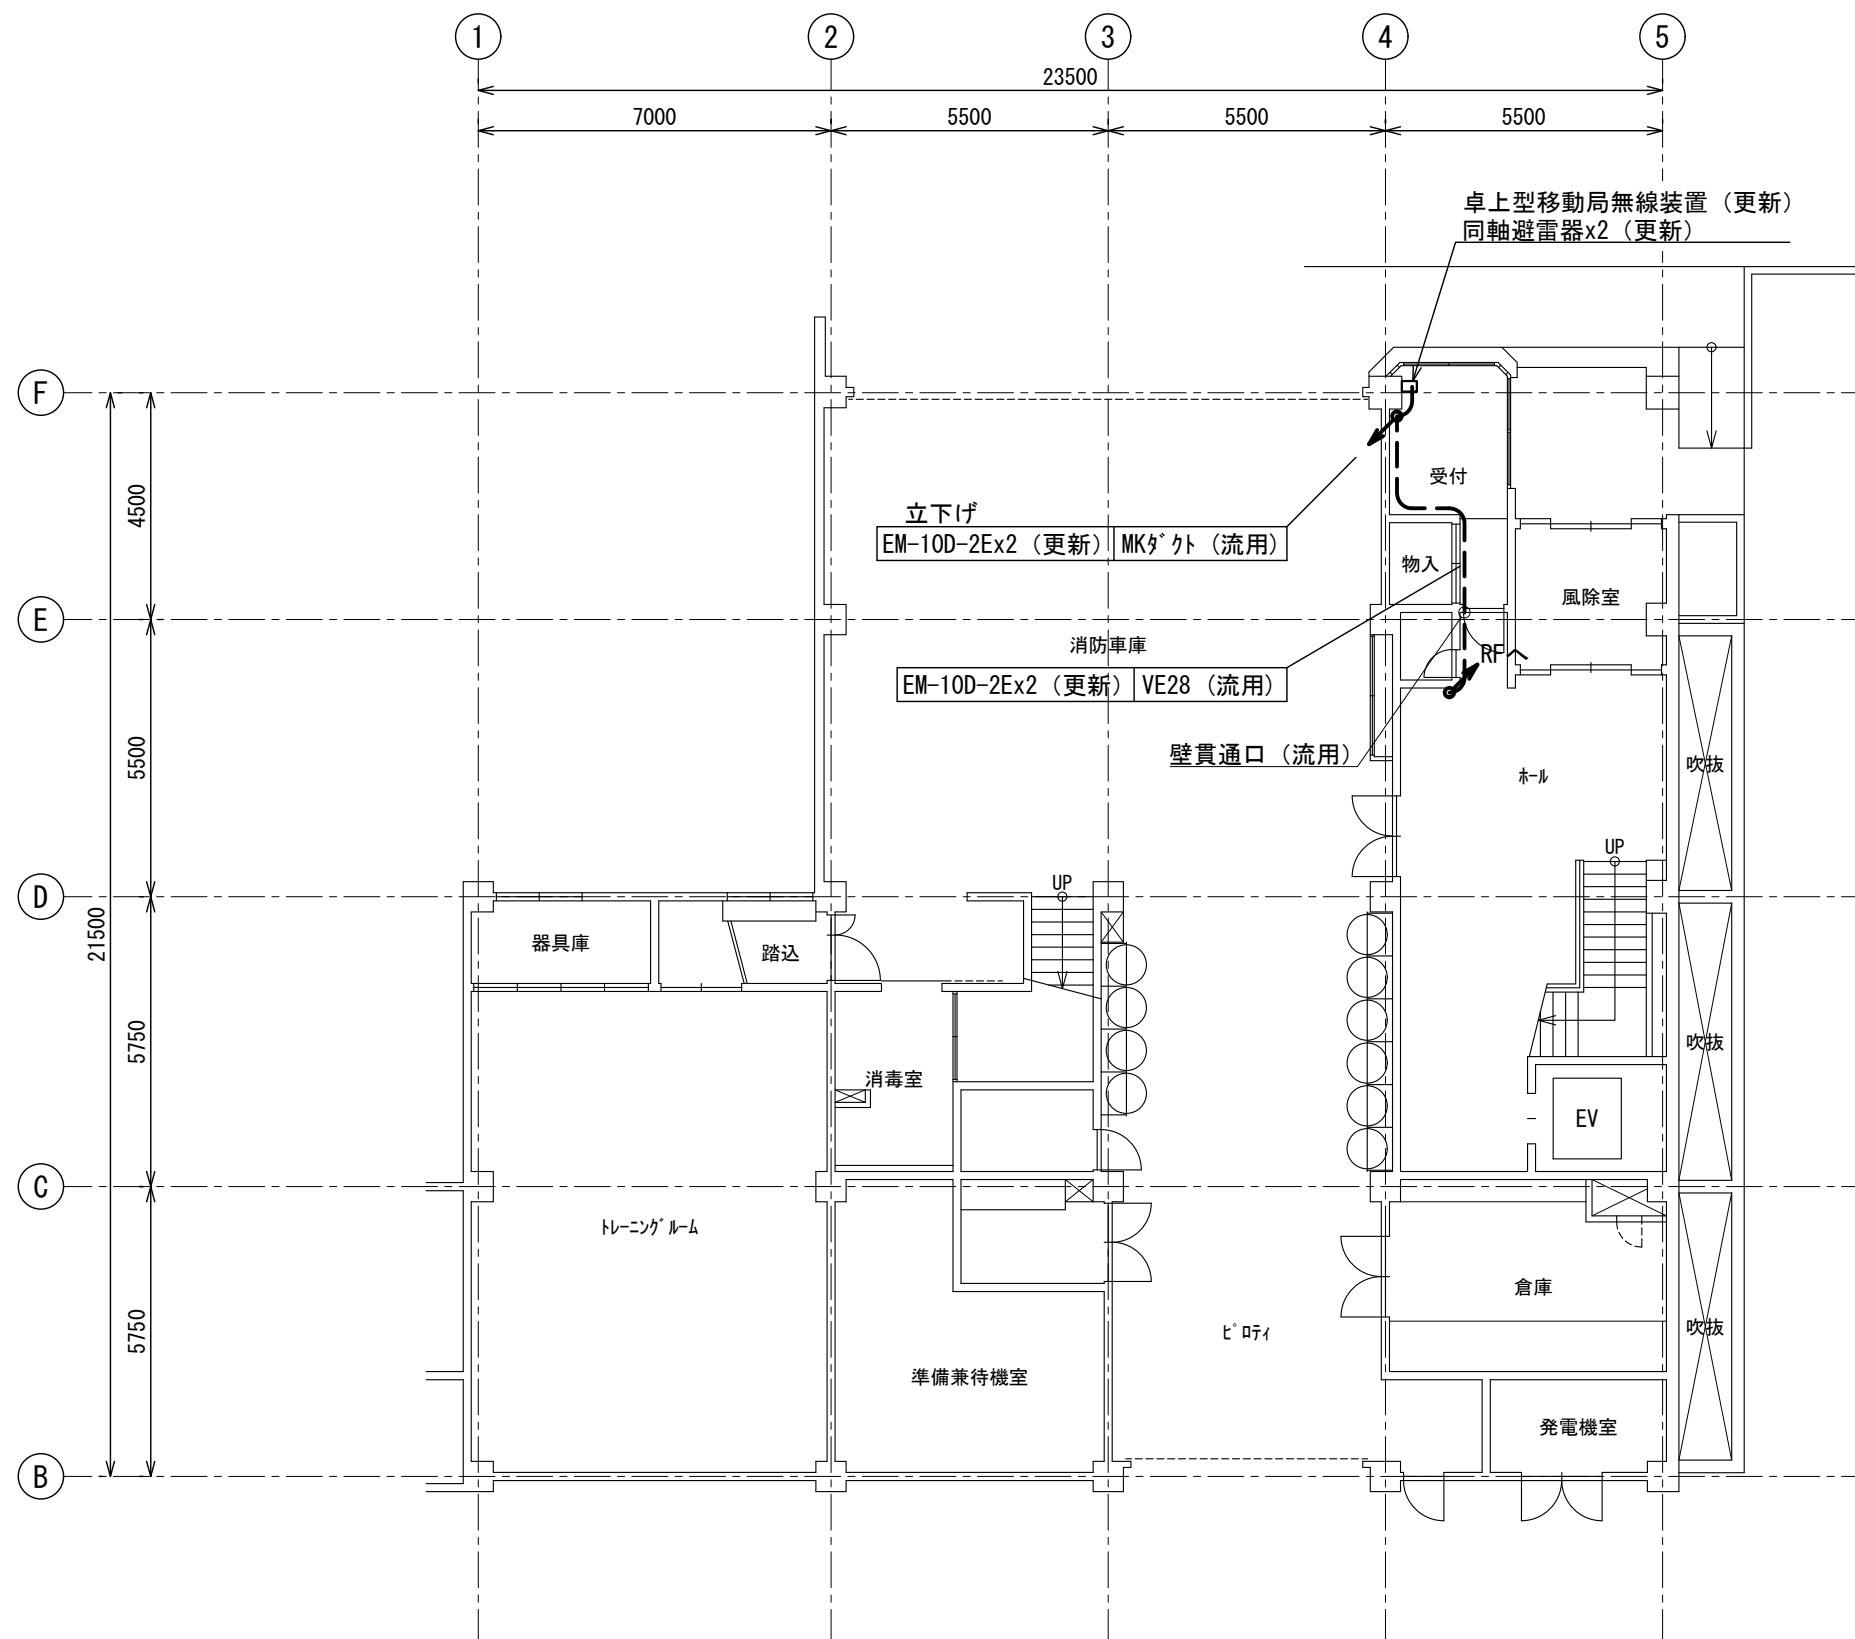 1 2 3 4 5
23500
7000 5500 5500 5500
卓上型移動局無線装置（更新）
同軸避雷器x2（更新）
F
4500
受付
立下げ
EM-10D-2Ex2（更新） MKﾀﾞｸﾄ（流用）
物入
風除室
E
消防車庫
RFへ
EM-10D-2Ex2（更新） VE28（流用）
壁貫通口（流用）
5500
ﾎｰﾙ
吹抜
UP
UP
D
21500
器具庫
踏込
5750
吹抜
消毒室
EV
C
ﾄﾚｰﾆﾝｸﾞﾙｰﾑ
倉庫
5750
ﾋﾟﾛﾃｨ
吹抜
準備兼待機室
発電機室
B